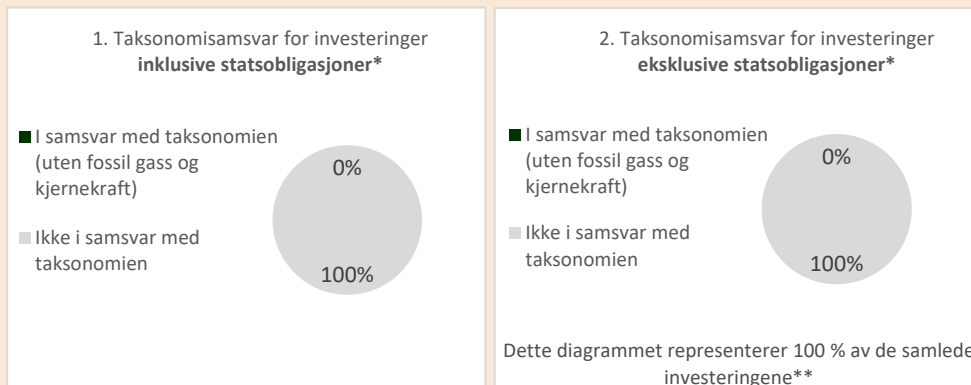 1. Taksonomisamsvar for investeringer
inklusive statsobligasjoner*
I samsvar med taksonomien
(uten fossil gass og
kjernekraft)
Ikke i samsvar med
taksonomien
0%
100%
2. Taksonomisamsvar for investeringer
eksklusive statsobligasjoner*
I samsvar med taksonomien
(uten fossil gass og
kjernekraft)
Ikke i samsvar med
taksonomien
0%
100%
Dette diagrammet representerer 100 % av de samlede
investeringene**